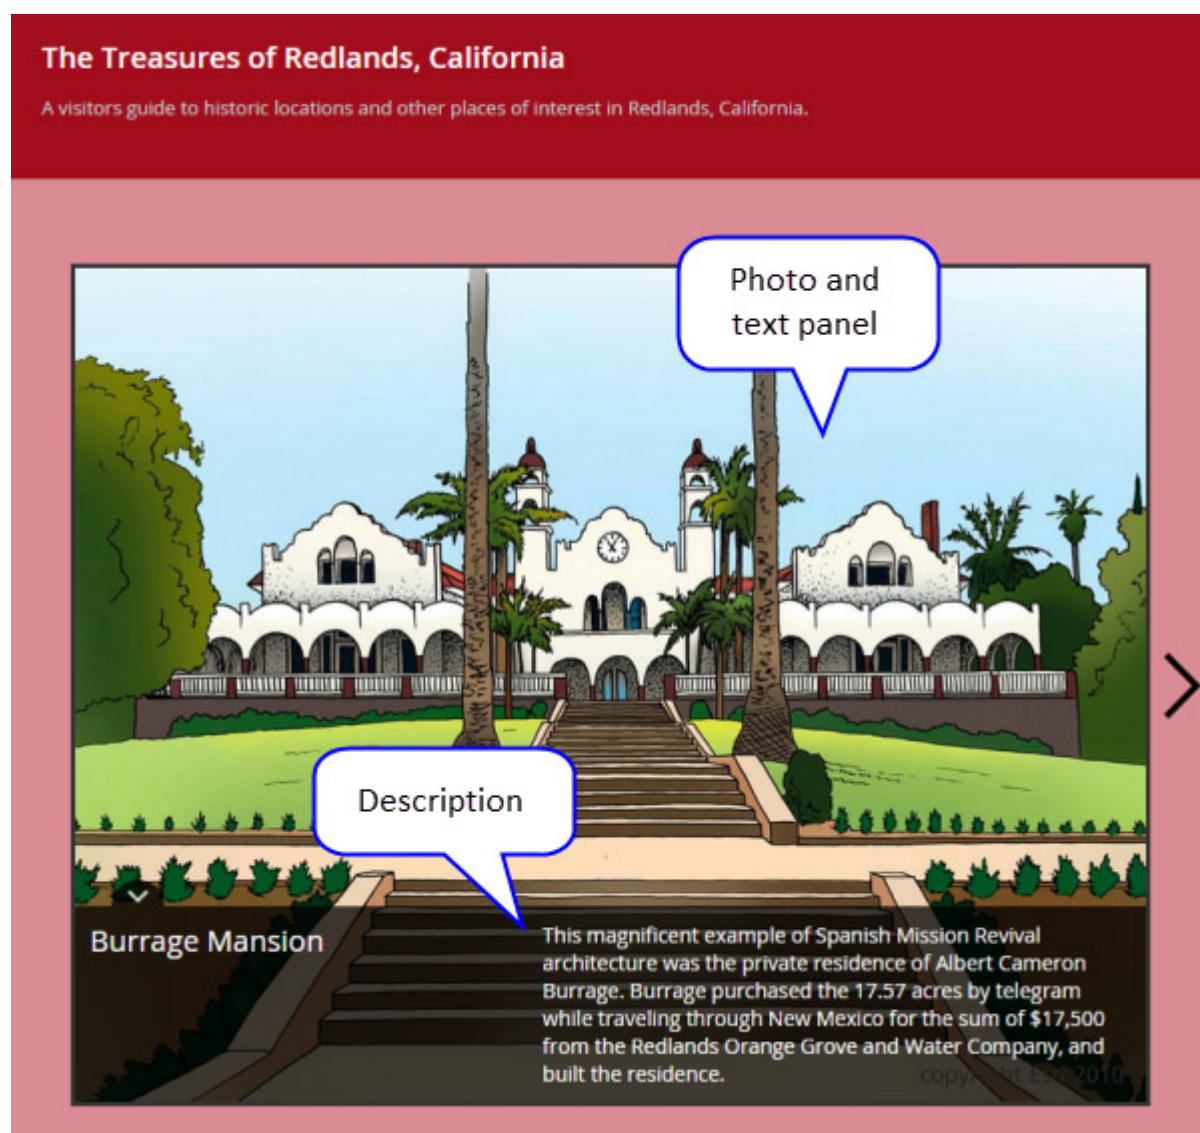 The Treasures of Redlands, California
A visitors guide to historic locations and other places of interest in Redlands, California.
Photo and
text panel
Description
Burrage Mansion
This magnificent example of Spanish Mission Revival
architecture was the private residence of Albert Cameron
Burrage. Burrage purchased the 17.57 acres by telegram
while traveling through New Mexico for the sum of $17,500
from the Redlands Orange Grove and Water Company, and
built the residence.
2010